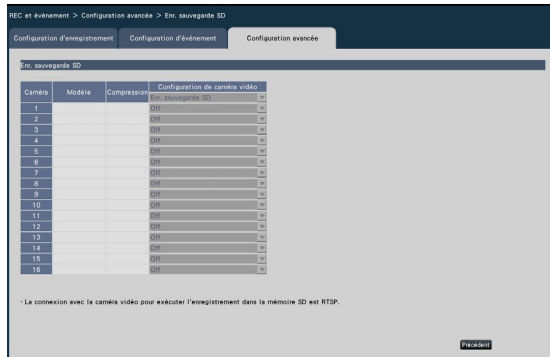 REC et événement > Configuration avancée > Enr. sauvegarde SD
Configuration d'enregistrement Configuration d'événement Configuration avancée
Enr. sauvegarde SD
Caméra Modèle Compression Configuration de caméra vidéo
Enr. sauvegarde SD
1 Off
2 Off
3 Off
4 Off
5 Off
6 Off
7 Off
8 Off
9 Off
10 Off
11 Off
12 Off
13 Off
14 Off
15 Off
16 Off
· La connexion avec la caméra vidéo pour exécuter l'enregistrement dans la mémoire SD est RTSP.
Précédent